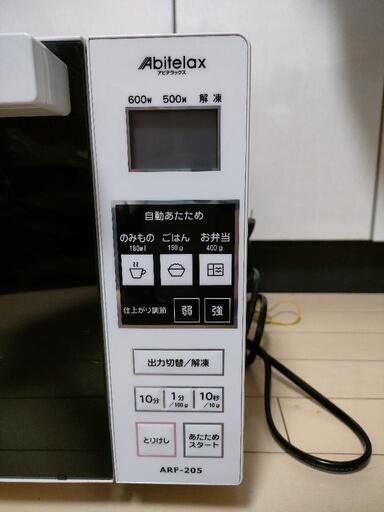 Abitelax
アビテラックス
600W 500W 解凍
自動あたため
のみもの ごはん お弁当
180ml 150g 400g
仕上がり調節 弱 強
出力切替/解凍
10分 1分/100g 10秒/10g
とりけし あたためスタート
ARF-205